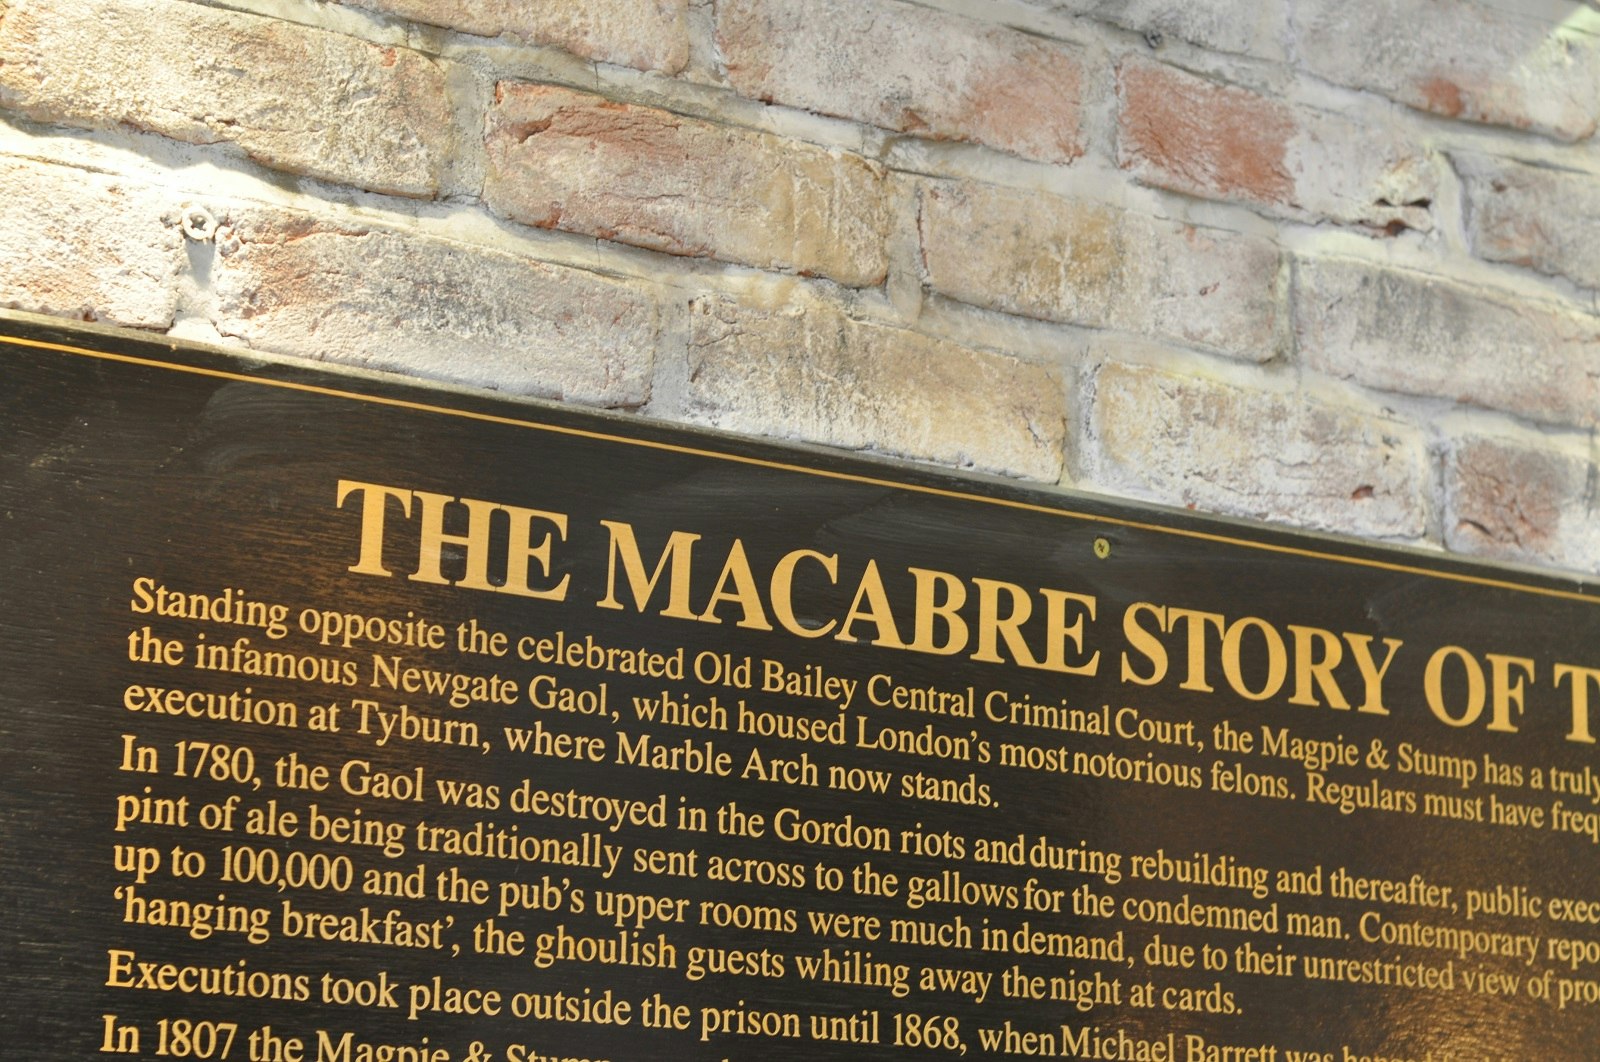 THE MACABRE STORY OF T
Standing opposite the celebrated Old Bailey Central Criminal Court, the Magpie & Stump has a truly
the infamous Newgate Gaol, which housed London's most notorious felons. Regulars must have freq
execution at Tyburn, where Marble Arch now stands.
In 1780, the Gaol was destroyed in the Gordon riots and during rebuilding and thereafter, public exec
pint of ale being traditionally sent across to the gallows for the condemned man. Contemporary repo
up to 100,000 and the pub's upper rooms were much in demand, due to their unrestricted view of pro
'hanging breakfast', the ghoulish guests whiling away the night at cards.
Executions took place outside the prison until 1868, when Michael Barrett was
In 1807 the Magpie & Stump